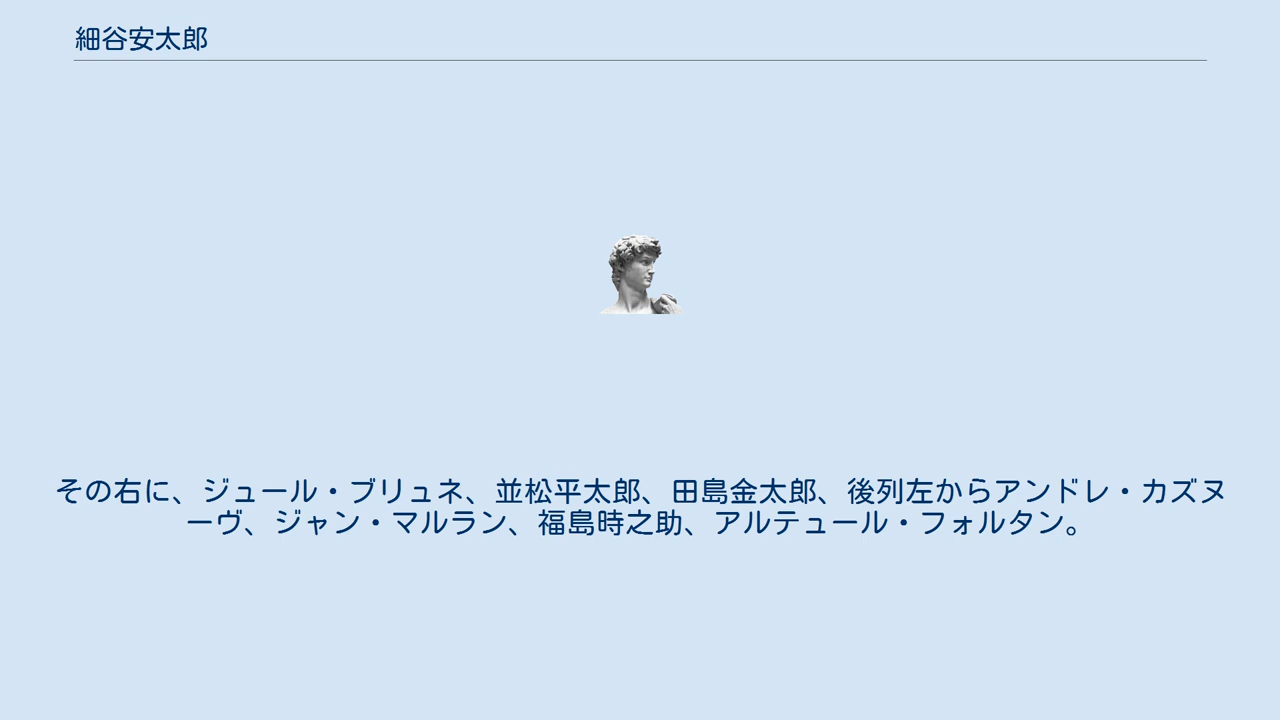 細谷安太郎
その右に、ジュール・ブリュネ、並松平太郎、田島金太郎、後列左からアンドレ・カズヌ
ーヴ、ジャン・マルラン、福島時之助、アルテュール・フォルタン。